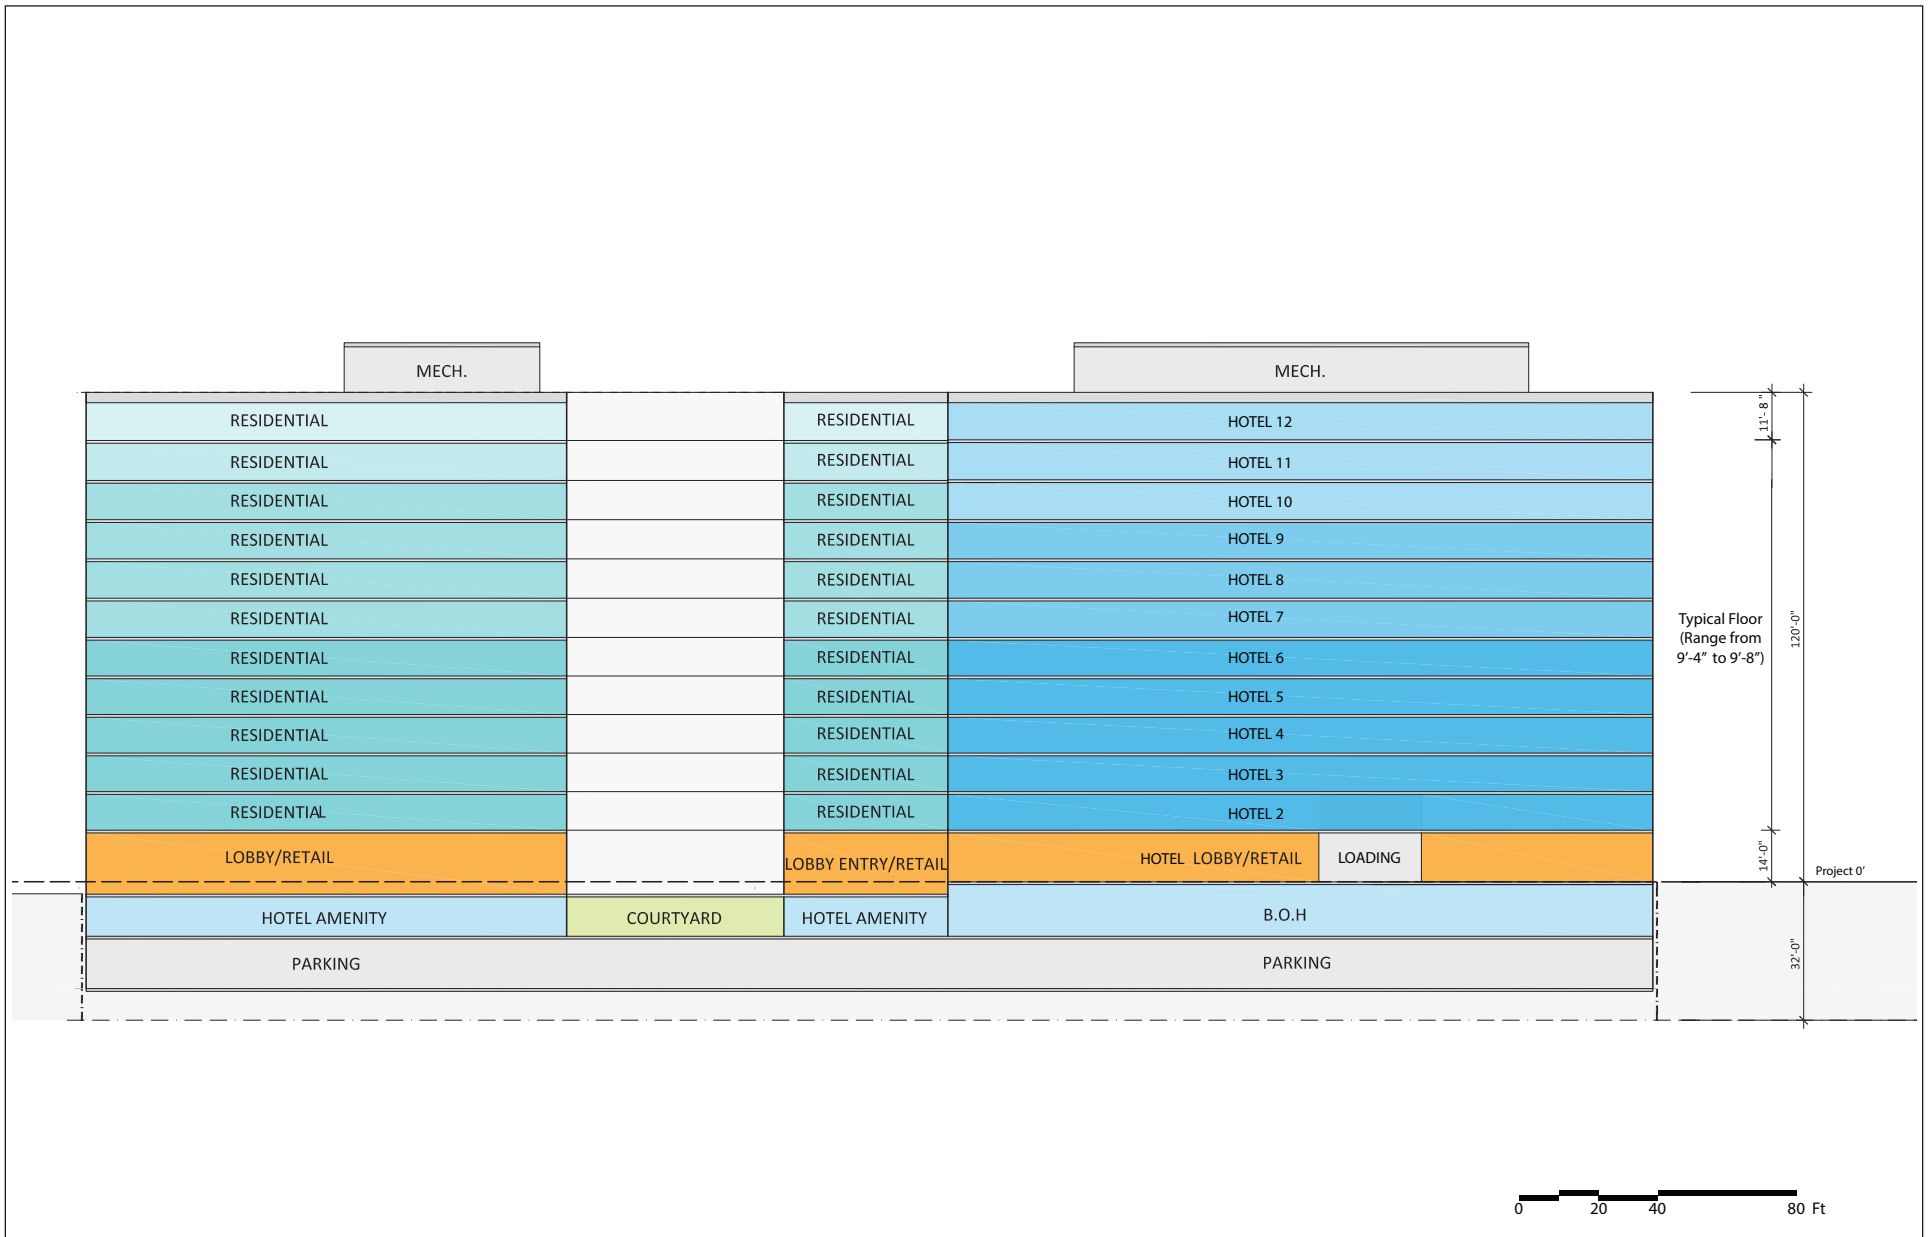 MECH. MECH.
RESIDENTIAL RESIDENTIAL HOTEL 12 11'- 8 "
RESIDENTIAL RESIDENTIAL HOTEL 11
RESIDENTIAL RESIDENTIAL HOTEL 10
RESIDENTIAL RESIDENTIAL HOTEL 9
RESIDENTIAL RESIDENTIAL HOTEL 8
RESIDENTIAL RESIDENTIAL HOTEL 7
Typical Floor
(Range from
9'-4" to 9'-8")
120'-0"
RESIDENTIAL RESIDENTIAL HOTEL 6
RESIDENTIAL RESIDENTIAL HOTEL 5
RESIDENTIAL RESIDENTIAL HOTEL 4
RESIDENTIAL RESIDENTIAL HOTEL 3
RESIDENTIAL RESIDENTIAL HOTEL 2
LOBBY/RETAIL LOBBY ENTRY/RETAIL HOTEL LOBBY/RETAIL LOADING 14'-0"
Project 0'
HOTEL AMENITY COURTYARD HOTEL AMENITY B.O.H
PARKING PARKING 32'-0"
0 20 40 80 Ft